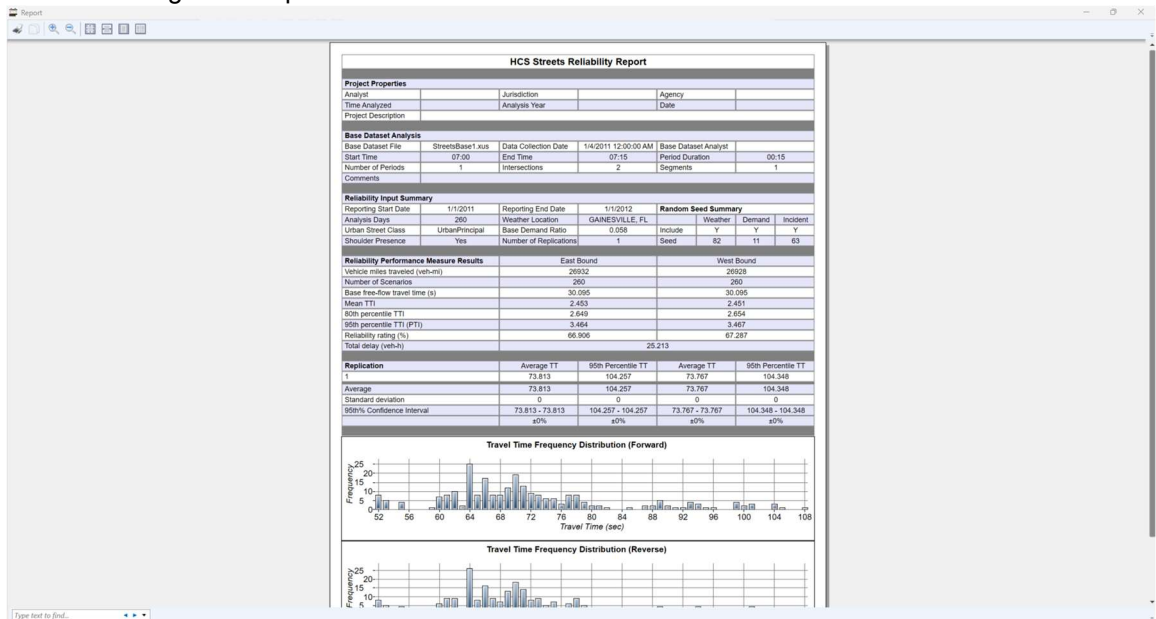 Report
HCS Streets Reliability Report
Project Properties
Analyst Jurisdiction Agency
Time Analyzed Analysis Year Date
Project Description
Base Dataset Analysis
Base Dataset File StreetsBase1.xus Data Collection Date 1/4/2011 12:00:00 AM Base Dataset Analyst
Start Time 07:00 End Time 07:15 Period Duration 00:15
Number of Periods 1 Intersections 2 Segments 1
Comments
Reliability Input Summary
Reporting Start Date 1/1/2011 Reporting End Date 1/1/2012 Random Seed Summary
Analysis Days 260 Weather Location GAINESVILLE, FL Weather Demand Incident
Urban Street Class UrbanPrincipal Base Demand Ratio 0.058 Include Y Y Y
Shoulder Presence Yes Number of Replications 1 Seed 82 11 63
Reliability Performance Measure Results East Bound West Bound
Vehicle miles traveled (veh-mi) 26932 26928
Number of Scenarios 260 260
Base free-flow travel time (s) 30.095 30.095
Mean TTI 2.453 2.451
80th percentile TTI 2.649 2.654
95th percentile TTI (PTI) 3.464 3.467
Reliability rating (%) 66.906 67.287
Total delay (veh-h) 25.213
Replication Average TT 95th Percentile TT Average TT 95th Percentile TT
1 73.813 104.257 73.767 104.348
Average 73.813 104.257 73.767 104.348
Standard deviation 0 0 0 0
95th% Confidence Interval 73.813 - 73.813 104.257 - 104.257 73.767 - 73.767 104.348 - 104.348
±0% ±0% ±0% ±0%
Travel Time Frequency Distribution (Forward)
Frequency
25
20
15
10
5
0
52 56 60 64 68 72 76 80 84 88 92 96 100 104 108
Travel Time (sec)
Travel Time Frequency Distribution (Reverse)
25
20
15
10
5
Type text to find...